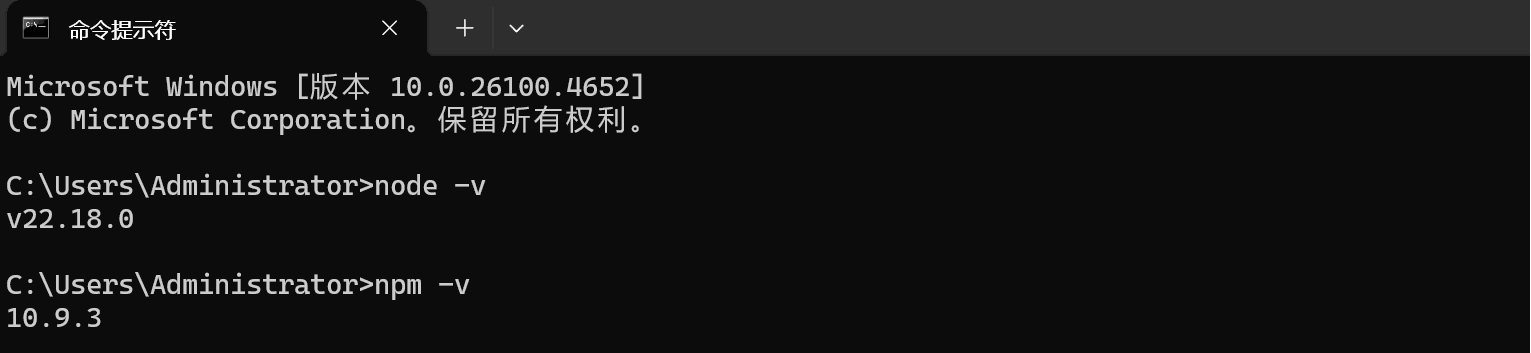 命令提示符
Microsoft Windows [版本 10.0.26100.4652]
(c) Microsoft Corporation。保留所有权利。
C:\Users\Administrator>node -v
v22.18.0
C:\Users\Administrator>npm -v
10.9.3